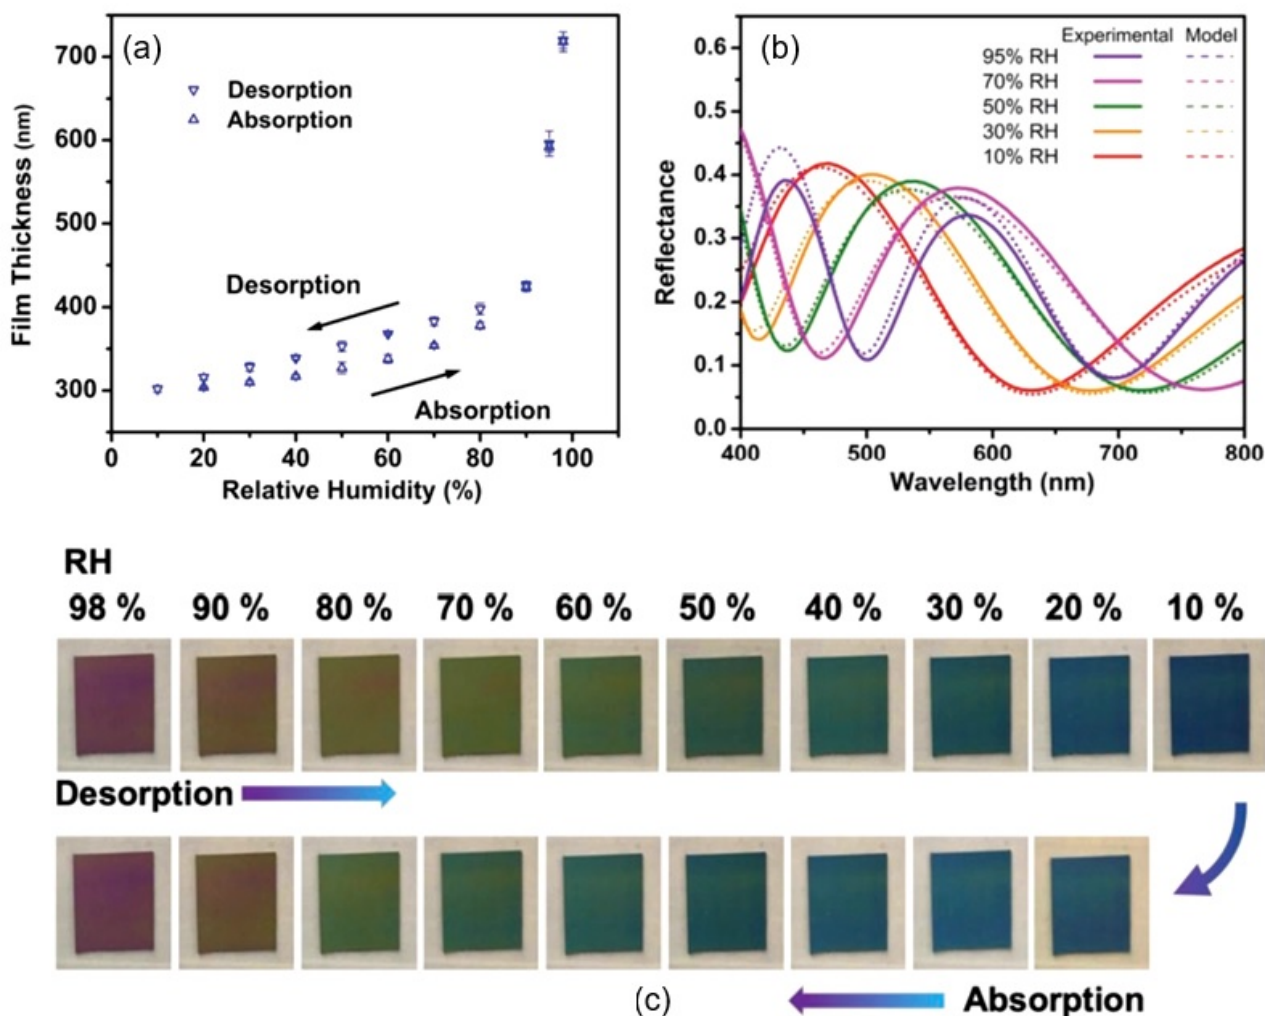 (a)
Desorption
Absorption
Desorption
Absorption
700
600
500
400
300
Film Thickness (nm)
0 20 40 60 80 100
Relative Humidity (%)
(b)
Experimental Model
95% RH
70% RH
50% RH
30% RH
10% RH
0.6
0.5
0.4
0.3
0.2
0.1
0.0
Reflectance
400 500 600 700 800
Wavelength (nm)
RH
98 % 90 % 80 % 70 % 60 % 50 % 40 % 30 % 20 % 10 %
Desorption
(c)
Absorption